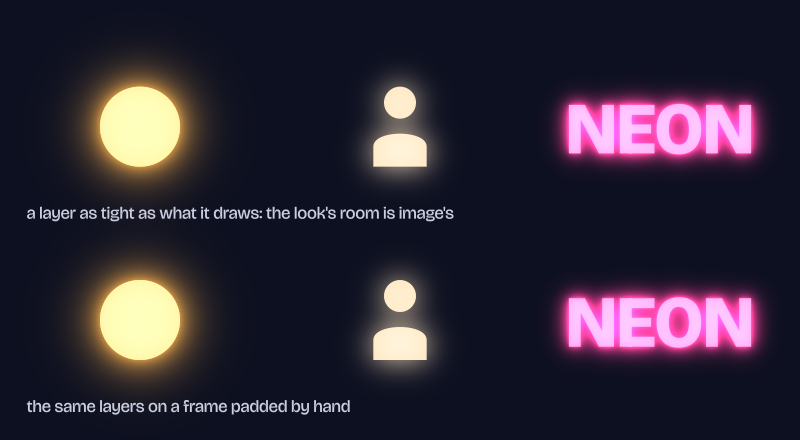 NEON
a layer as tight as what it draws: the look's room is image's
NEON
the same layers on a frame padded by hand